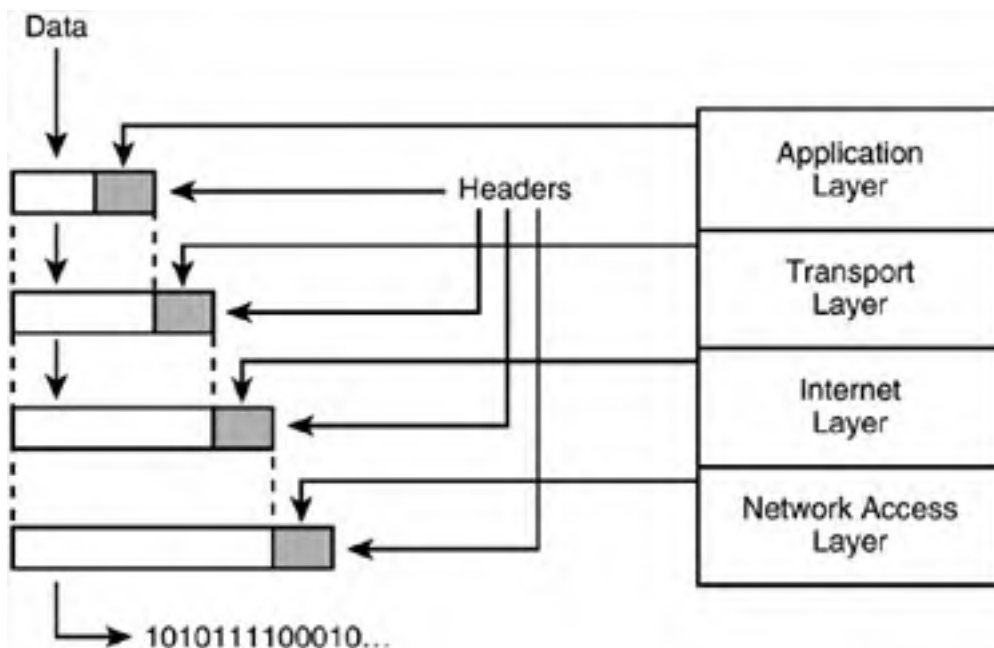 Data
Application
Layer
Headers
Transport
Layer
Internet
Layer
Network Access
Layer
1010111100010...